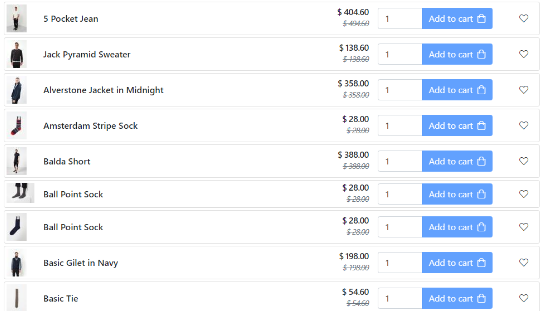 5 Pocket Jean
$ 404.60
$ 404.60
1
Add to cart
Jack Pyramid Sweater
$ 138.60
$ 138.60
1
Add to cart
Alverstone Jacket in Midnight
$ 358.00
$ 358.00
1
Add to cart
Amsterdam Stripe Sock
$ 28.00
$ 28.00
1
Add to cart
Balda Short
$ 388.00
$ 388.00
1
Add to cart
Ball Point Sock
$ 28.00
$ 28.00
1
Add to cart
Ball Point Sock
$ 28.00
$ 28.00
1
Add to cart
Basic Gilet in Navy
$ 198.00
$ 198.00
1
Add to cart
Basic Tie
$ 54.60
$ 54.60
1
Add to cart